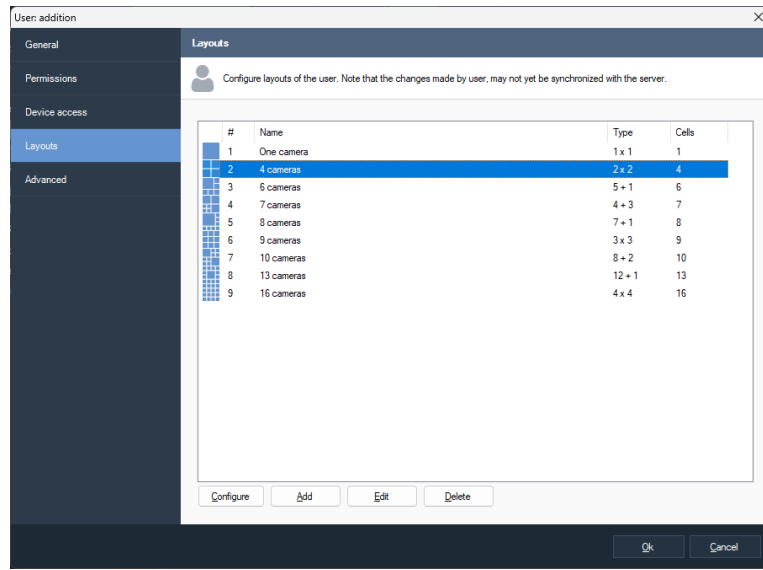 User: addition
General
Permissions
Device access
Layouts
Advanced
Layouts
Configure layouts of the user. Note that the changes made by user, may not yet be synchronized with the server.
# Name Type Cells
1 One camera 1 x 1 1
2 4 cameras 2 x 2 4
3 6 cameras 5 + 1 6
4 7 cameras 4 + 3 7
5 8 cameras 7 + 1 8
6 9 cameras 3 x 3 9
7 10 cameras 8 + 2 10
8 13 cameras 12 + 1 13
9 16 cameras 4 x 4 16
Configure Add Edit Delete
Ok Cancel